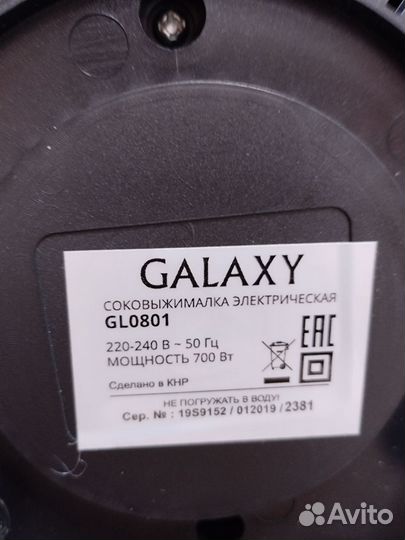 GALAXY
СОКОВЫЖИМАЛКА ЭЛЕКТРИЧЕСКАЯ
GL0801
220-240 В ~ 50 Гц
МОЩНОСТЬ 700 Вт
EAC
Сделано в КНР
НЕ ПОГРУЖАТЬ В ВОДУ!
Сер. № : 19S9152 / 012019 / 2381
Avito